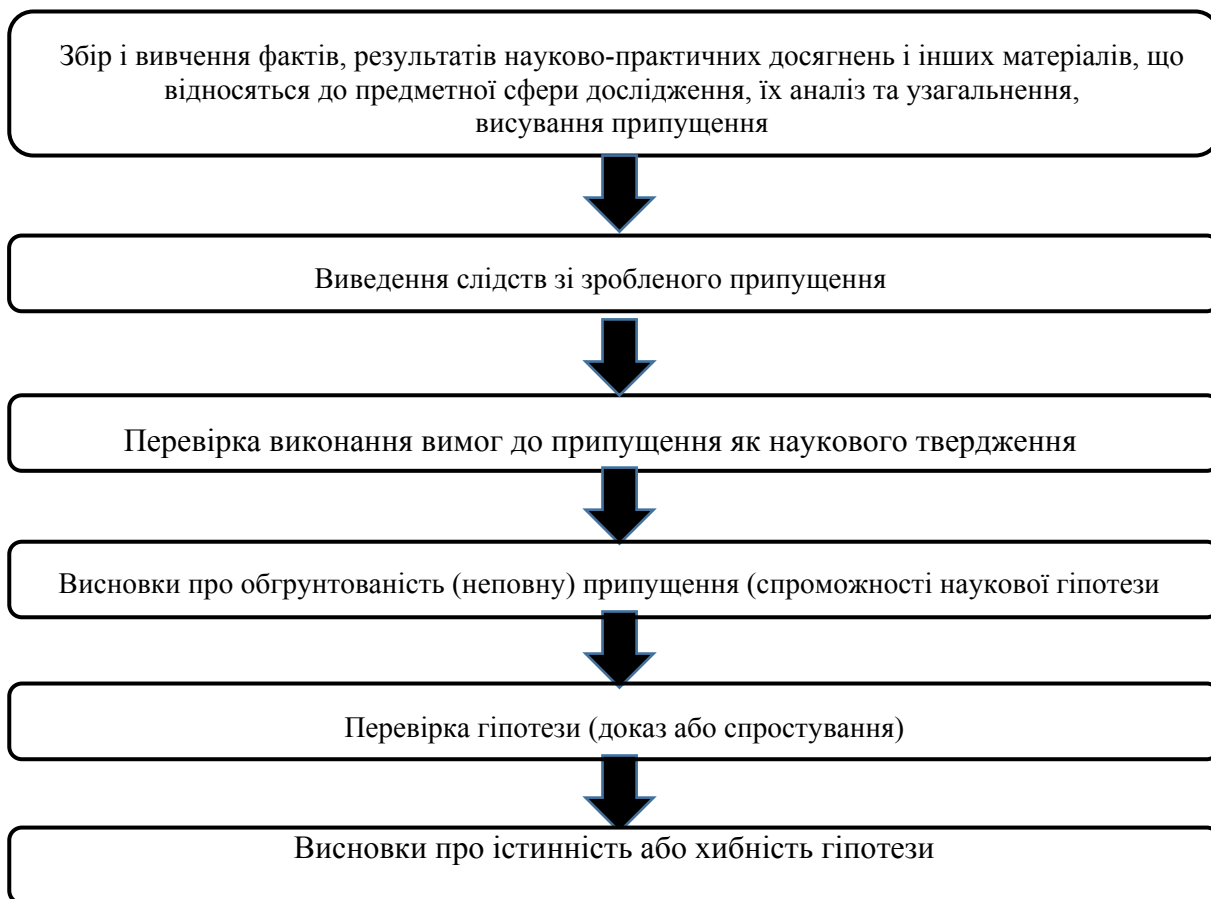 Збір і вивчення фактів, результатів науково-практичних досягнень і інших матеріалів, що
відносяться до предметної сфери дослідження, їх аналіз та узагальнення,
висування припущення
Виведення слідств зі зробленого припущення
Перевірка виконання вимог до припущення як наукового твердження
Висновки про обгрунтованість (неповну) припущення (спроможності наукової гіпотези
Перевірка гіпотези (доказ або спростування)
Висновки про істинність або хибність гіпотези